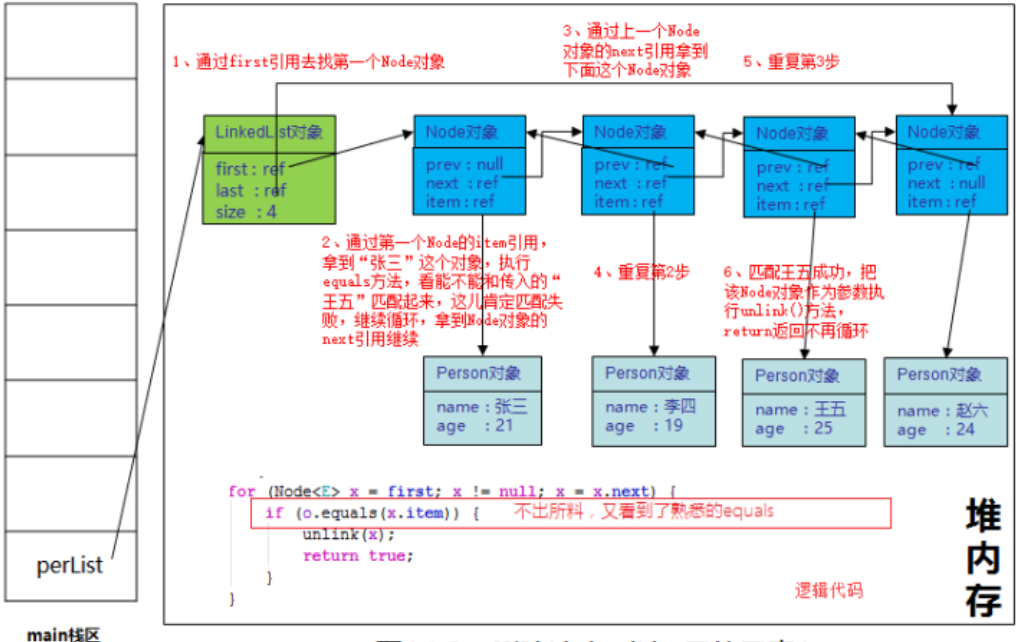 1、通过first引用去找第一个Node对象
3、通过上一个Node
对象的next引用拿到
下面这个Node对象
5、重复第3步
LinkedList对象
first : ref
last : ref
size : 4
Node对象
prev : null
next : ref
item : ref
Node对象
prev : ref
next : ref
item : ref
Node对象
prev : ref
next : ref
item : ref
Node对象
prev : ref
next : null
item : ref
2、通过第一个Node的item引用，
拿到“张三”这个对象，执行
equals方法，看能不能和传入的“
王五”匹配起来，这儿肯定匹配失
败，继续循环，拿到Node对象的
next引用继续
4、重复第2步
6、匹配王五成功，把
该Node对象作为参数执
行unlink()方法，
return返回不再循环
Person对象
name : 张三
age : 21
Person对象
name : 李四
age : 19
Person对象
name : 王五
age : 25
Person对象
name : 赵六
age : 24
for (Node<E> x = first; x != null; x = x.next) {
if (o.equals(x.item)) { 不出所料，又看到了熟悉的equals
unlink(x);
return true;
}
}
逻辑代码
堆
内
存
perList
main栈区